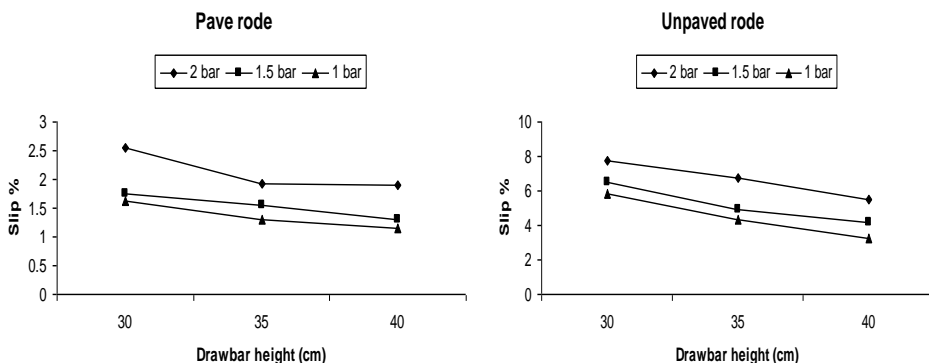 Pave rode
2 bar 1.5 bar 1 bar
3
2.5
2
1.5
1
0.5
0
Slip %
30 35 40
Drawbar height (cm)
Unpaved rode
2 bar 1.5 bar 1 bar
10
8
6
4
2
0
Slip %
30 35 40
Drawbar height (cm)